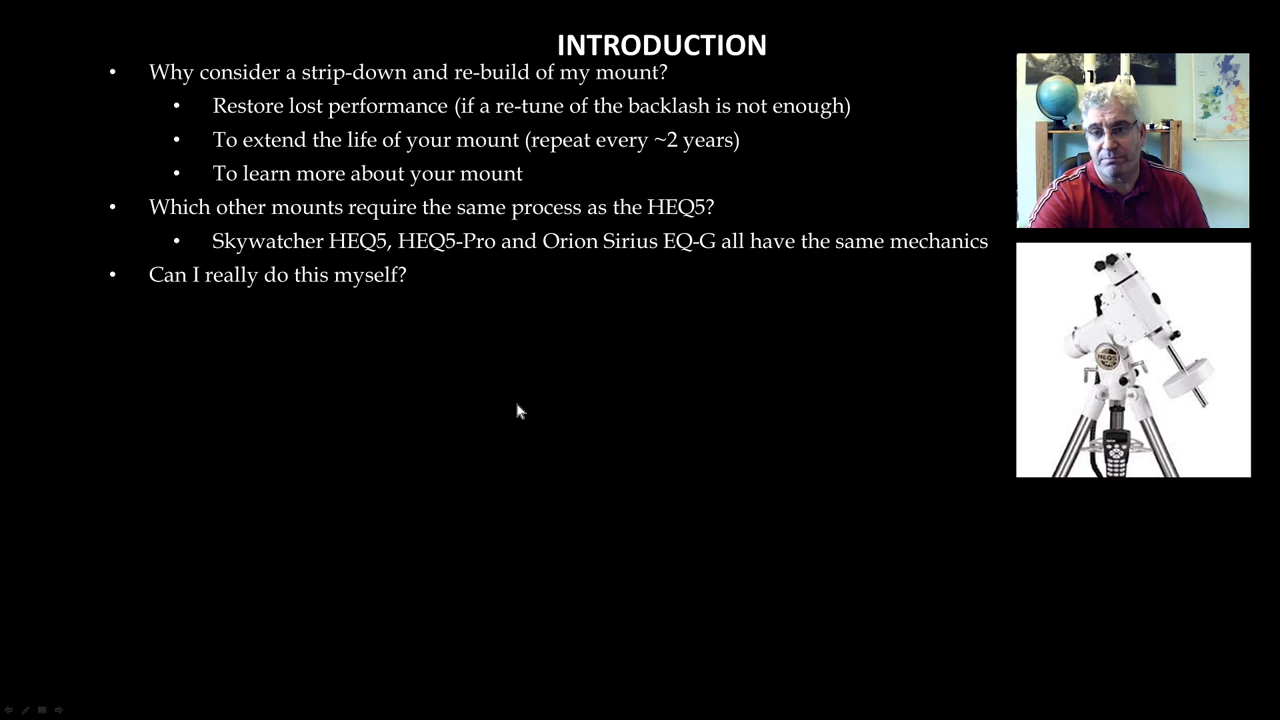 INTRODUCTION
• Why consider a strip-down and re-build of my mount?
• Restore lost performance (if a re-tune of the backlash is not enough)
• To extend the life of your mount (repeat every ~2 years)
• To learn more about your mount
• Which other mounts require the same process as the HEQ5?
• Skywatcher HEQ5, HEQ5-Pro and Orion Sirius EQ-G all have the same mechanics
• Can I really do this myself?
HEQ5